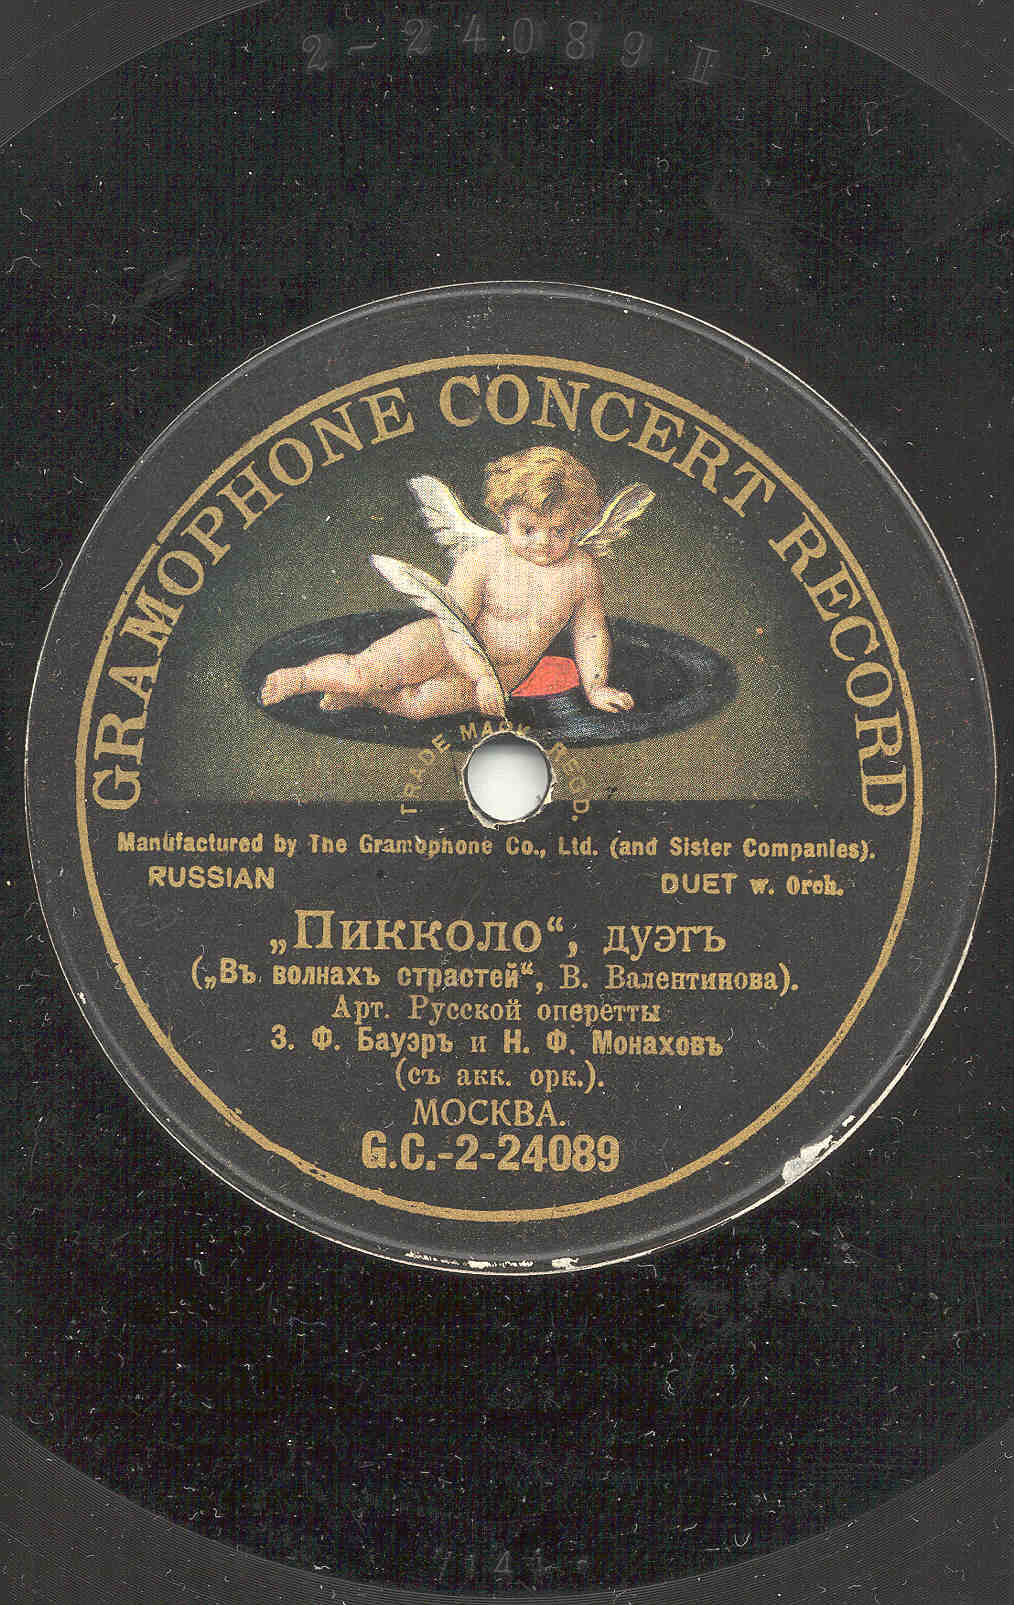 2-24089 II
GRAMOPHONE CONCERT RECORD
TRADE MARK REGD.
Manufactured by The Gramophone Co., Ltd. (and Sister Companies).
RUSSIAN DUET w. Orch.
„Пикколо“, дуэтъ
(„Въ волнахъ страстей“, В. Валентинова).
Арт. Русской оперетты
З. Ф. Бауэръ и Н. Ф. Монаховъ
(съ акк. орк.).
МОСКВА.
G.C.-2-24089